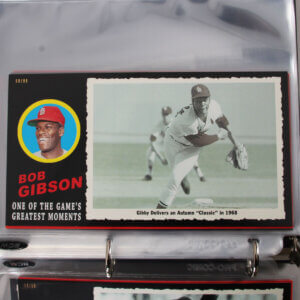 BOB
GIBSON
ONE OF THE GAME'S
GREATEST MOMENTS
Gibby Delivers an Autumn "Classic" in 1968